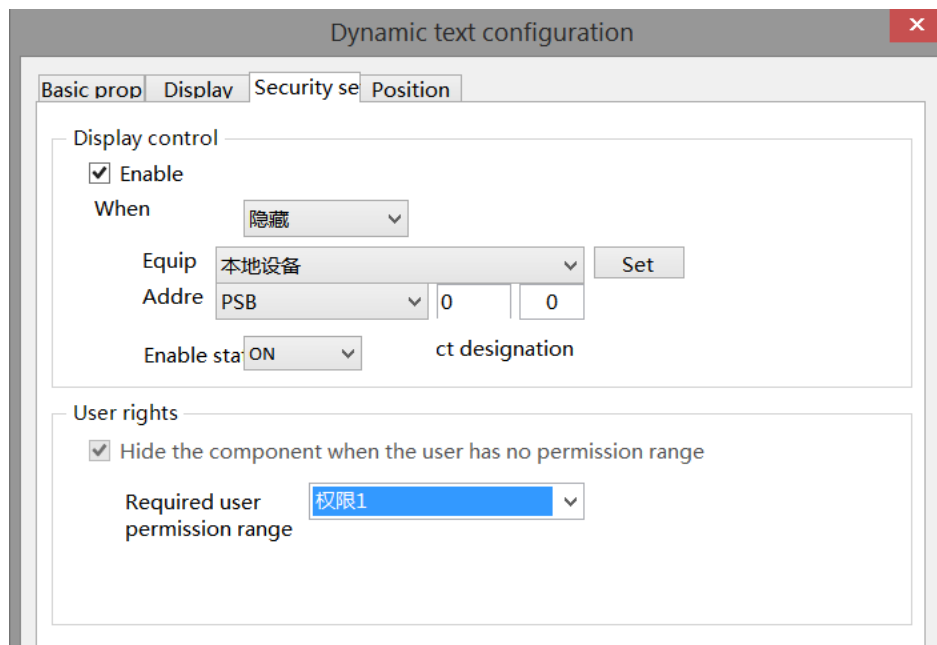 Dynamic text configuration
Basic prop Display Security se Position
Display control
Enable
When 隐藏
Equip 本地设备 Set
Addre PSB 0 0
Enable stat ON ct designation
User rights
Hide the component when the user has no permission range
Required user 权限1
permission range